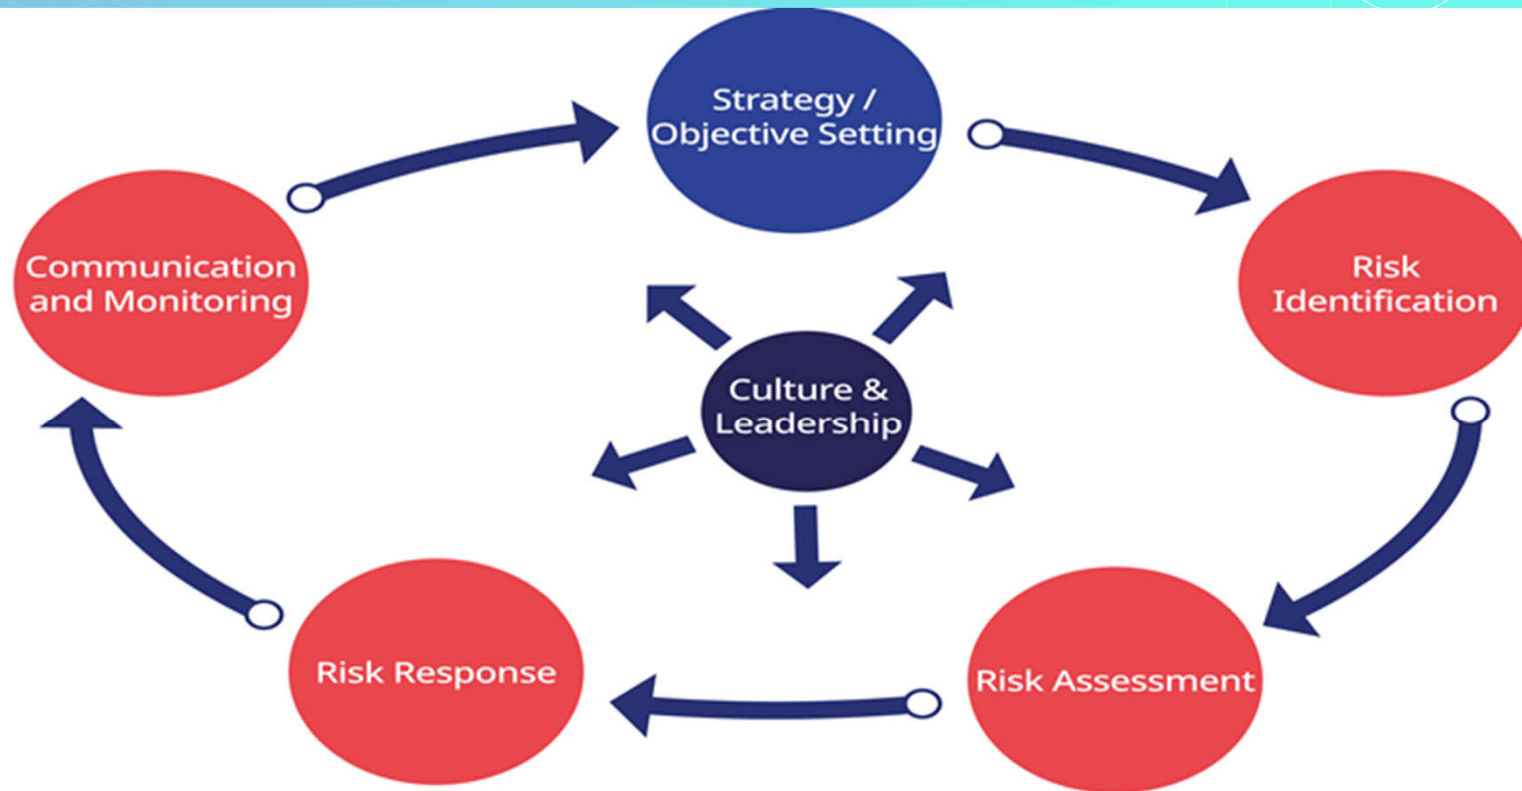 Strategy /
Objective Setting
Communication
and Monitoring
Risk
Identification
Culture &
Leadership
Risk Response
Risk Assessment